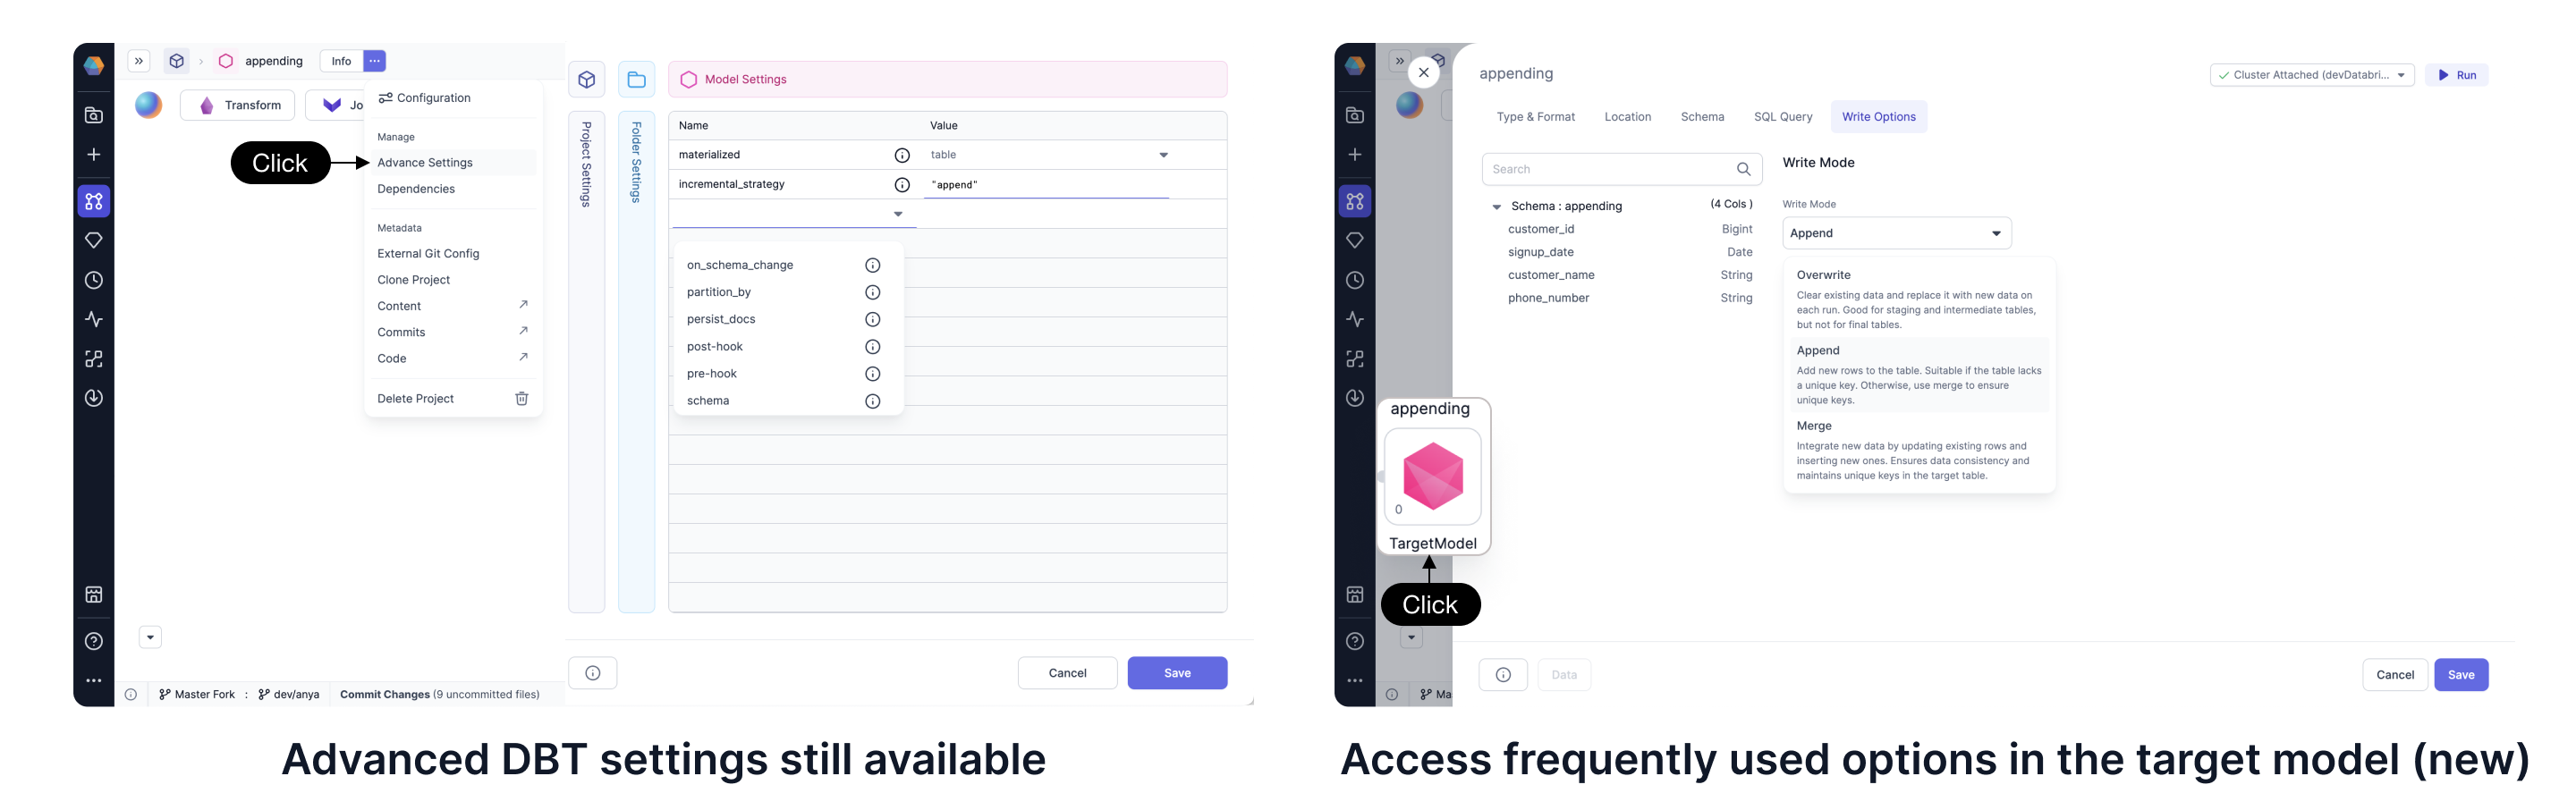 appending
Info
Transform
Jo
Configuration
Manage
Click
Advance Settings
Dependencies
Metadata
External Git Config
Clone Project
Content
Commits
Code
Delete Project
Master Fork : dev/anya
Commit Changes (9 uncommitted files)
Project Settings
Folder Settings
Model Settings
Name Value
materialized table
incremental_strategy "append"
on_schema_change
partition_by
persist_docs
post-hook
pre-hook
schema
Cancel
Save
Advanced DBT settings still available
appending
Cluster Attached (devDatabri...
Run
Type & Format
Location
Schema
SQL Query
Write Options
Search
Schema : appending (4 Cols )
customer_id Bigint
signup_date Date
customer_name String
phone_number String
Write Mode
Write Mode
Append
Overwrite
Clear existing data and replace it with new data on
each run. Good for staging and intermediate tables,
but not for final tables.
Append
Add new rows to the table. Suitable if the table lacks
a unique key. Otherwise, use merge to ensure
unique keys.
Merge
Integrate new data by updating existing rows and
inserting new ones. Ensures data consistency and
maintains unique keys in the target table.
appending
0
TargetModel
Click
Ma
Data
Cancel
Save
Access frequently used options in the target model (new)